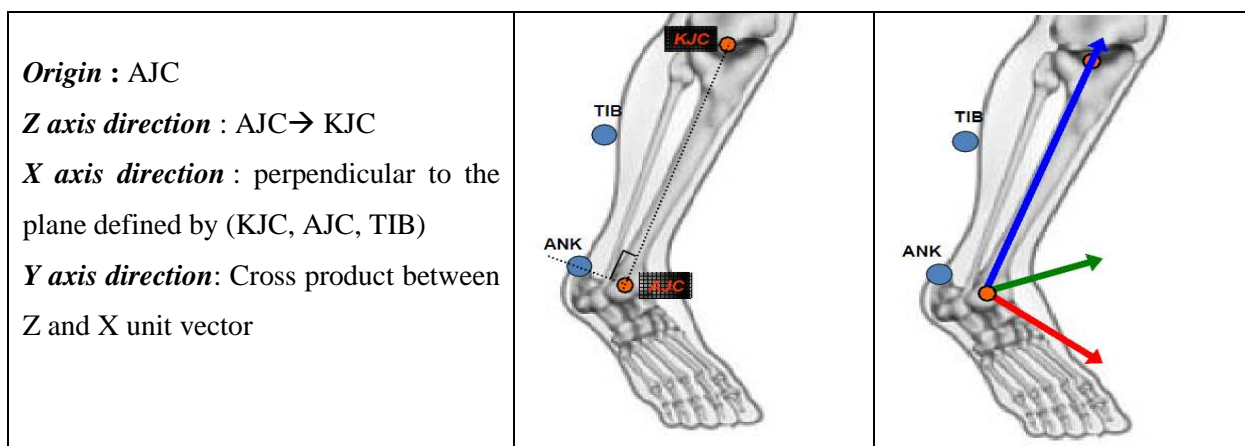 Origin : AJC
Z axis direction : AJC→ KJC
X axis direction : perpendicular to the
plane defined by (KJC, AJC, TIB)
Y axis direction: Cross product between
Z and X unit vector
KJC
TIB
ANK
AJC
TIB
ANK